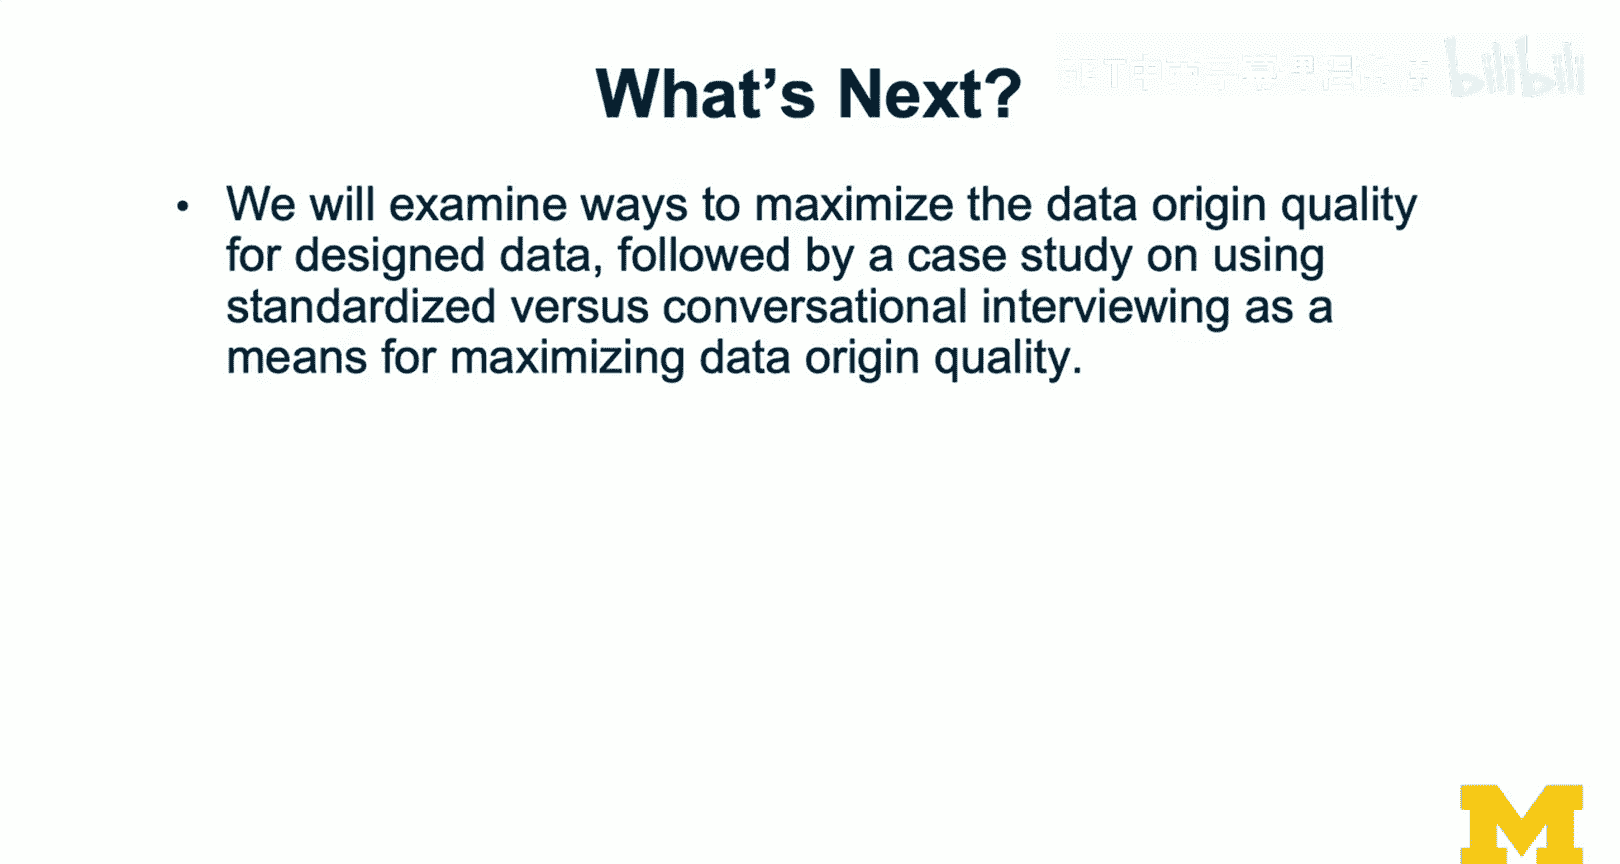 What's Next?
bilibili
• We will examine ways to maximize the data origin quality
for designed data, followed by a case study on using
standardized versus conversational interviewing as a
means for maximizing data origin quality.
M